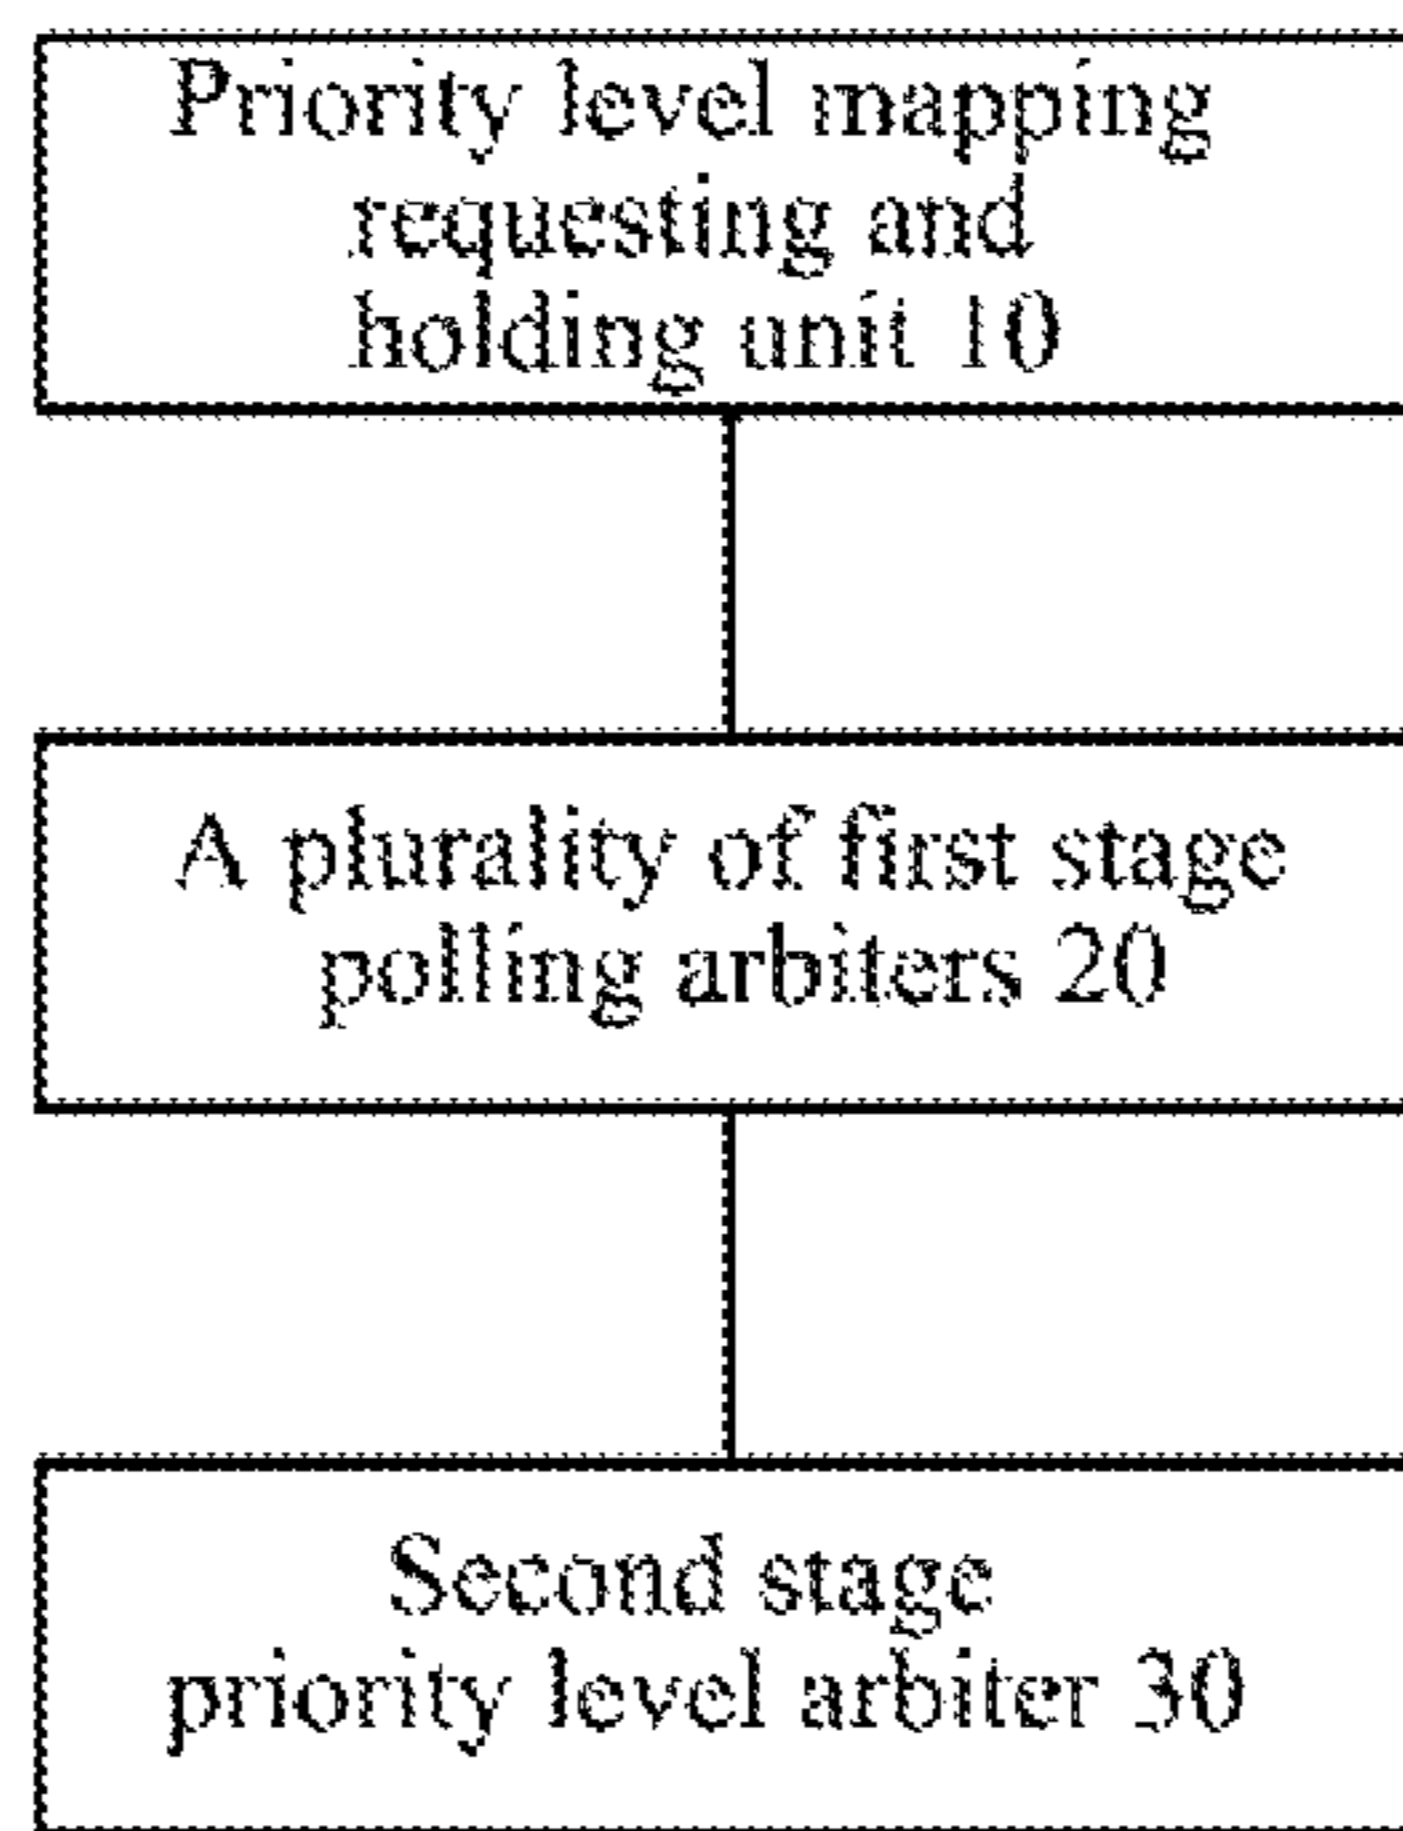 Priority level mapping
requesting and
holding unit 10
A plurality of first stage
polling arbiters 20
Second stage
priority level arbiter 30